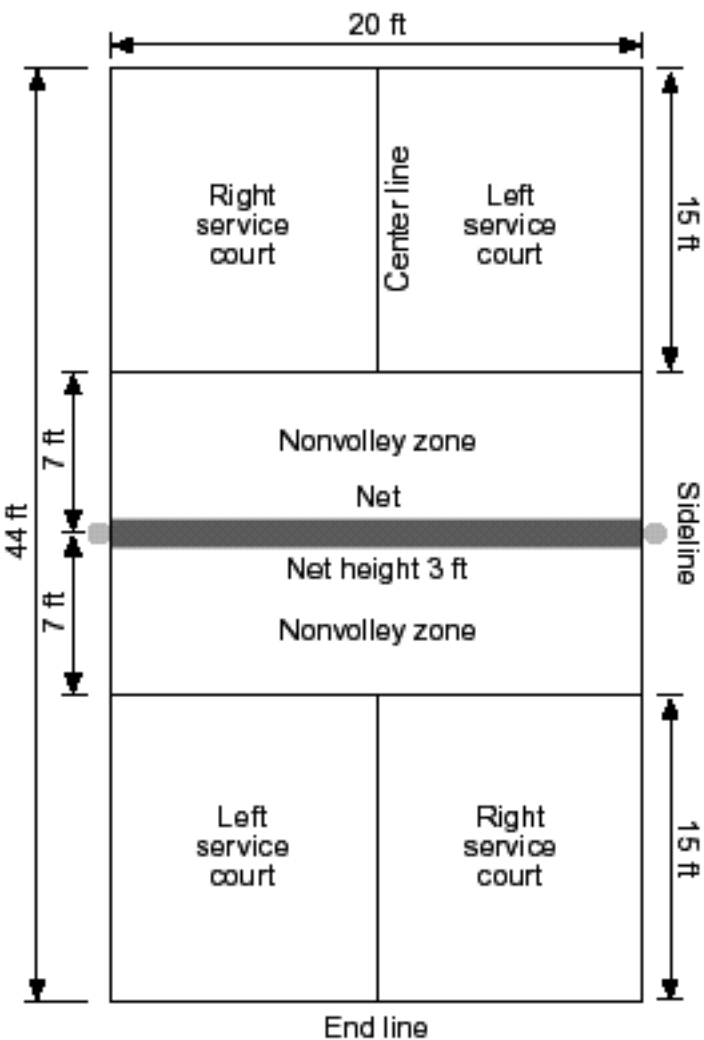 20 ft
Right
service
court
Center line
Left
service
court
15 ft
7 ft
Nonvolley zone
Net
44 ft
Sideline
Net height 3 ft
7 ft
Nonvolley zone
Left
service
court
Right
service
court
15 ft
End line